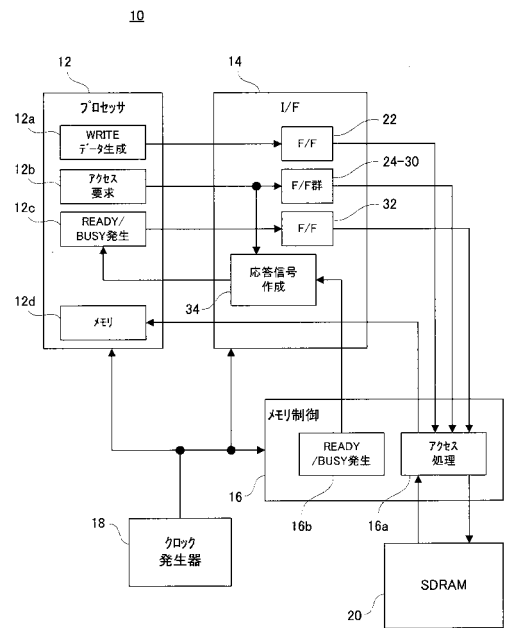 10
12
14
プロセッサ
I/F
12a
WRITE
データ生成
F/F
22
12b
アクセス
要求
F/F群
24-30
12c
READY/
BUSY発生
F/F
32
応答信号
作成
34
12d
メモリ
メモリ制御
READY
/BUSY発生
アクセス
処理
16
16b
16a
18
クロック
発生器
SDRAM
20